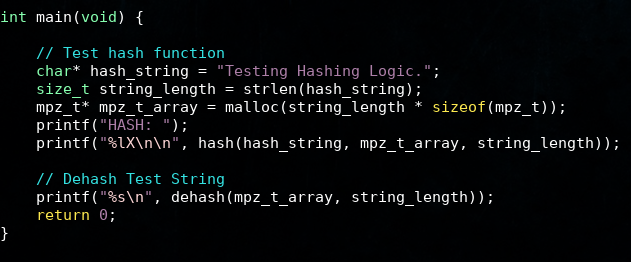 int main(void) {

    // Test hash function
    char* hash_string = "Testing Hashing Logic.";
    size_t string_length = strlen(hash_string);
    mpz_t* mpz_t_array = malloc(string_length * sizeof(mpz_t));
    printf("HASH: ");
    printf("%lX\n\n", hash(hash_string, mpz_t_array, string_length));

    // Dehash Test String
    printf("%s\n", dehash(mpz_t_array, string_length));
    return 0;
}